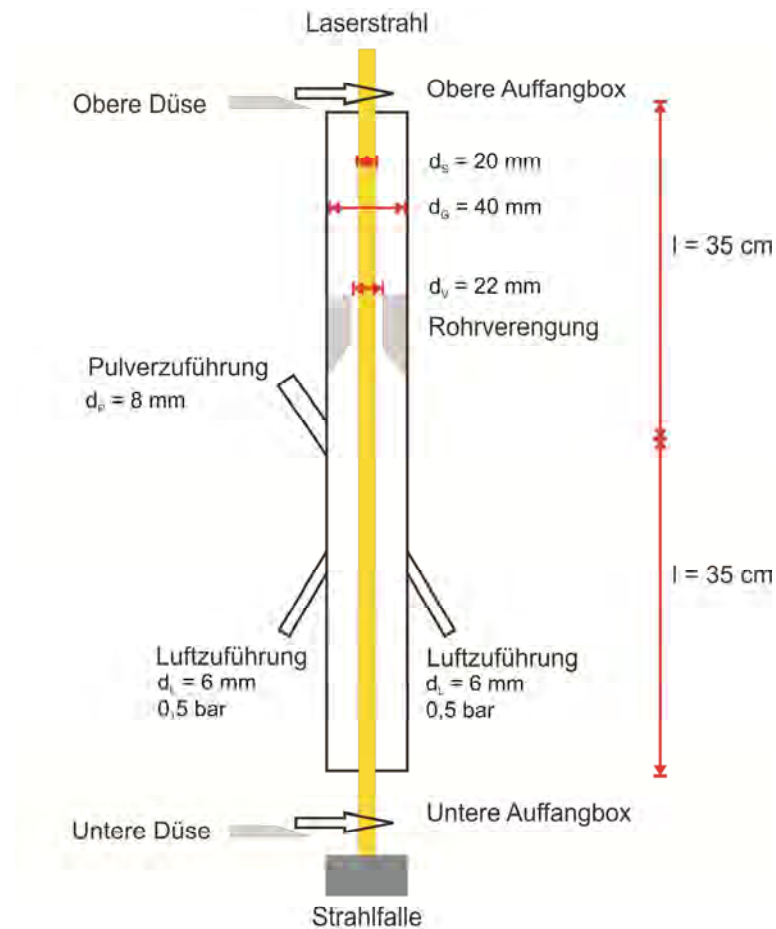 Laserstrahl
Obere Düse
Obere Auffangbox
dS = 20 mm
dG = 40 mm
l = 35 cm
dV = 22 mm
Rohrverengung
Pulverzuführung
dP = 8 mm
l = 35 cm
Luftzuführung
dL = 6 mm
0,5 bar
Luftzuführung
dL = 6 mm
0,5 bar
Untere Düse
Untere Auffangbox
Strahlfalle